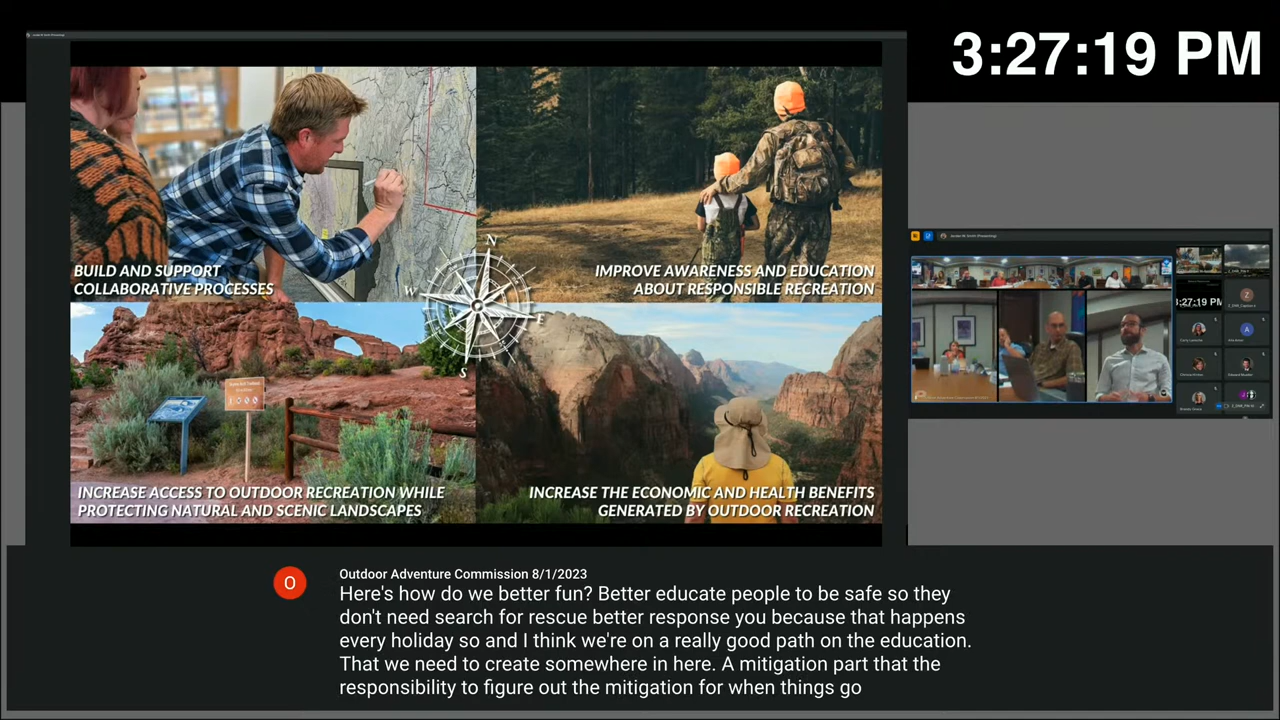 3:27:19 PM
BUILD AND SUPPORT
COLLABORATIVE PROCESSES
IMPROVE AWARENESS AND EDUCATION
ABOUT RESPONSIBLE RECREATION
N
W
E
S
INCREASE ACCESS TO OUTDOOR RECREATION WHILE
PROTECTING NATURAL AND SCENIC LANDSCAPES
INCREASE THE ECONOMIC AND HEALTH BENEFITS
GENERATED BY OUTDOOR RECREATION
3:27:19 PM
O
Outdoor Adventure Commission 8/1/2023
Here's how do we better fun? Better educate people to be safe so they
don't need search for rescue better response you because that happens
every holiday so and I think we're on a really good path on the education.
That we need to create somewhere in here. A mitigation part that the
responsibility to figure out the mitigation for when things go